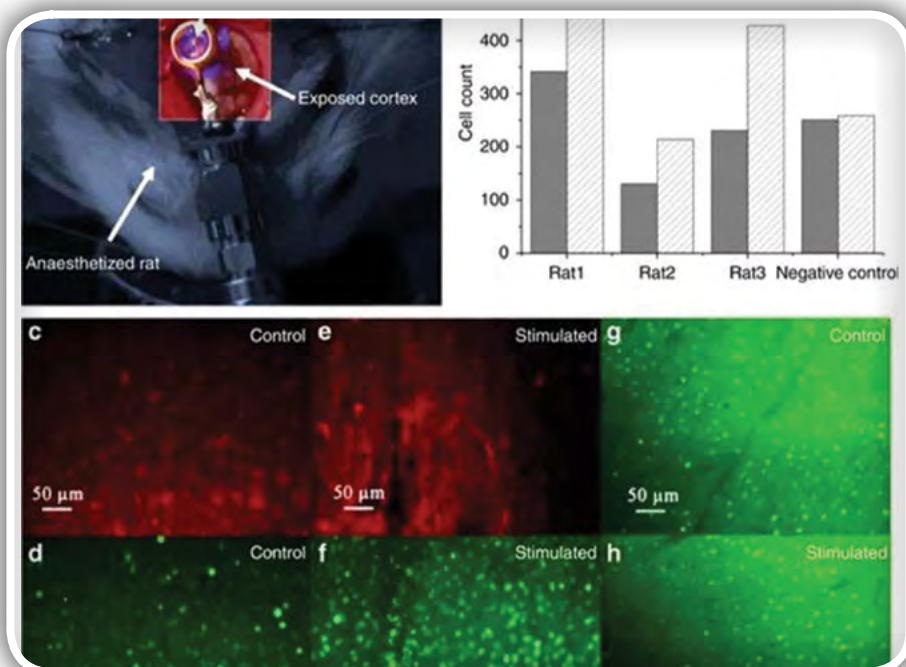 Exposed cortex
Anaesthetized rat
Cell count
400
300
200
100
0
Rat1
Rat2
Rat3
Negative control
c
Control
e
Stimulated
g
Control
50 µm
50 µm
50 µm
d
Control
f
Stimulated
h
Stimulated